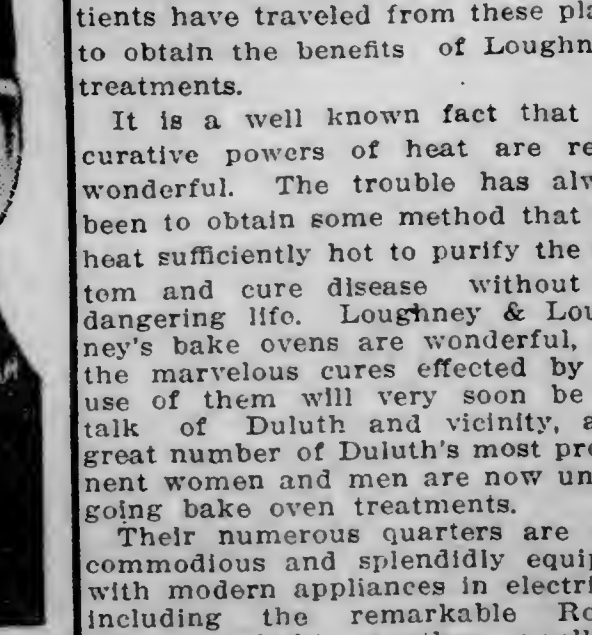 tients have traveled from these pla
to obtain the benefits of Loughn
treatments.
It is a well known fact that
curative powers of heat are re
wonderful. The trouble has alw
been to obtain some method that
heat sufficiently hot to purify the
tem and cure disease without
dangering life. Loughney & Lou
ney's bake ovens are wonderful,
the marvelous cures effected by
use of them will very soon be
talk of Duluth and vicinity, a
great number of Duluth's most pro
nent women and men are now un
going bake oven treatments.
Their numerous quarters are
commodious and splendidly equip
with modern appliances in electri
including the remarkable Ro